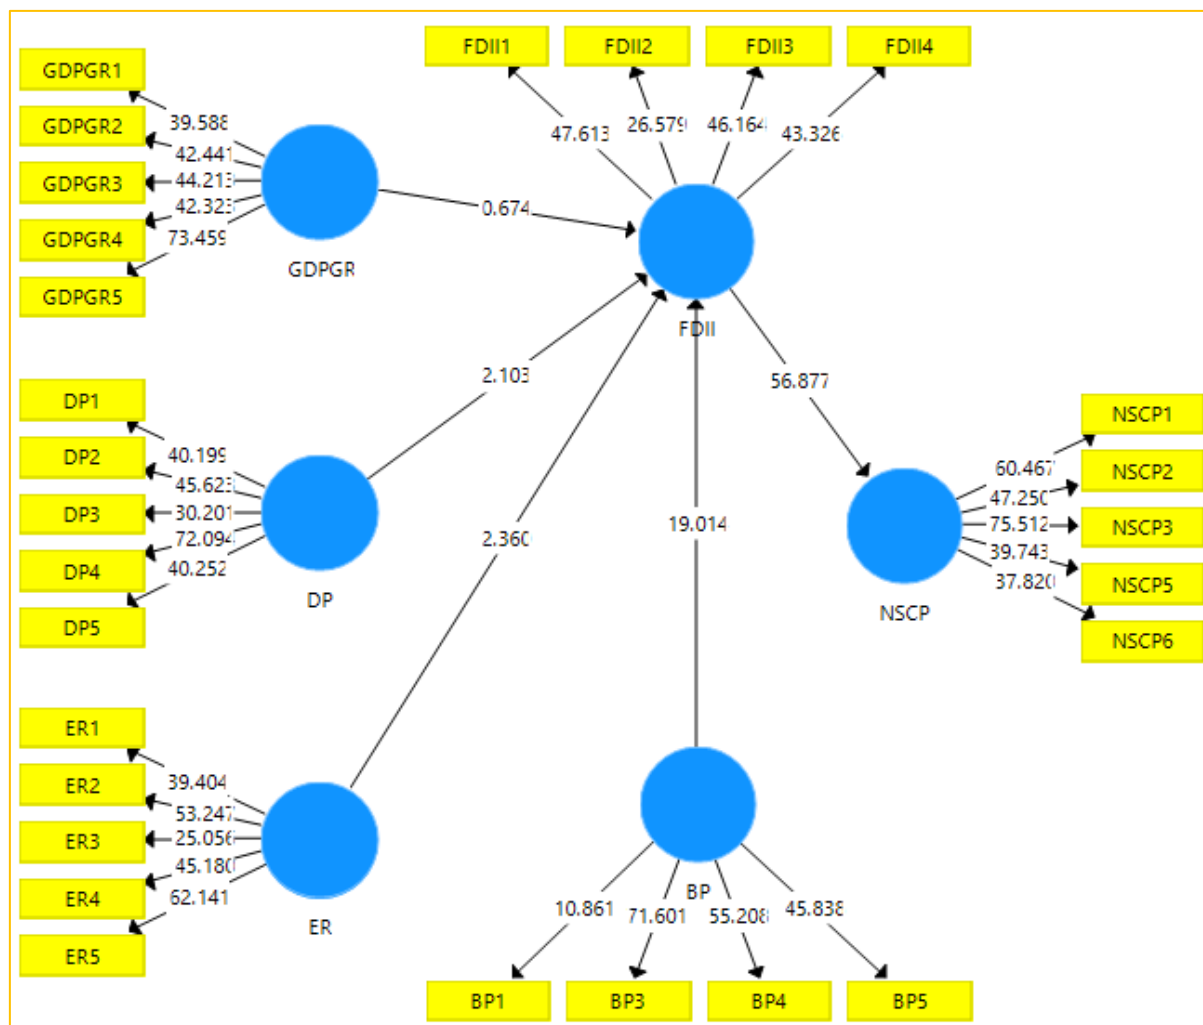 FDII1
FDII2
FDII3
FDII4
GDPGR1
GDPGR2
GDPGR3
GDPGR4
GDPGR5
39.588
42.441
44.213
42.323
73.459
GDPGR
47.613
26.579
46.164
43.326
0.674
FDII
DP1
DP2
DP3
DP4
DP5
40.199
45.623
30.201
72.094
40.252
DP
2.103
56.877
NSCP1
NSCP2
NSCP3
NSCP5
NSCP6
60.467
47.250
75.512
39.743
37.820
NSCP
2.360
19.014
ER1
ER2
ER3
ER4
ER5
39.404
53.247
25.056
45.180
62.141
ER
BP
10.861
71.601
55.208
45.838
BP1
BP3
BP4
BP5